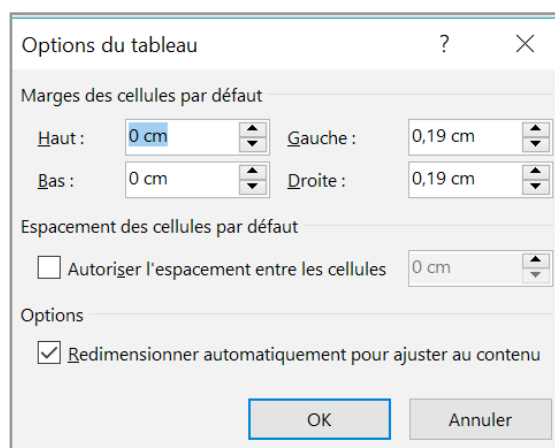 Options du tableau ?
Marges des cellules par défaut
Haut : 0 cm Gauche : 0,19 cm
Bas : 0 cm Droite : 0,19 cm
Espacement des cellules par défaut
Autoriser l'espacement entre les cellules 0 cm
Options
Redimensionner automatiquement pour ajuster au contenu
OK Annuler